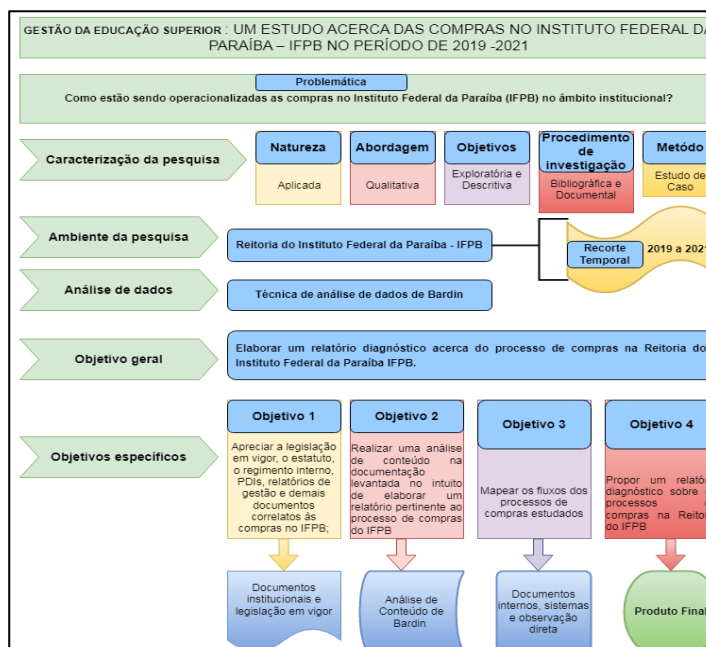 GESTÃO DA EDUCAÇÃO SUPERIOR : UM ESTUDO ACERCA DAS COMPRAS NO INSTITUTO FEDERAL DA
PARAÍBA – IFPB NO PERÍODO DE 2019 -2021
Problemática
Como estão sendo operacionalizadas as compras no Instituto Federal da Paraíba (IFPB) no âmbito institucional?
Caracterização da pesquisa
Natureza
Aplicada
Abordagem
Qualitativa
Objetivos
Exploratória e
Descritiva
Procedimento
de
investigação
Bibliográfica e
Documental
Metódo
Estudo de
Caso
Ambiente da pesquisa
Reitoria do Instituto Federal da Paraíba - IFPB
Recorte
Temporal
2019 a 2021
Análise de dados
Técnica de análise de dados de Bardin
Objetivo geral
Elaborar um relatório diagnóstico acerca do processo de compras na Reitoria do
Instituto Federal da Paraíba IFPB.
Objetivos específicos
Objetivo 1
Apreciar a legislação
em vigor, o estatuto,
o regimento interno,
PDIs, relatórios de
gestão e demais
documentos
correlatos ás
compras no IFPB;
Documentos
institucionais e
legislação em vigor
Objetivo 2
Realizar uma análise
de conteúdo na
documentação
levantada no intuito
de elaborar um
relatório pertinente ao
processo de compras
do IFPB
Análise de
Conteúdo de
Bardin
Objetivo 3
Mapear os fluxos dos
processos de
compras estudados
Documentos
internos, sistemas
e observação
direta
Objetivo 4
Propor um
diagnóstico sobre
processos
compras na
do IFPB
Produto Final